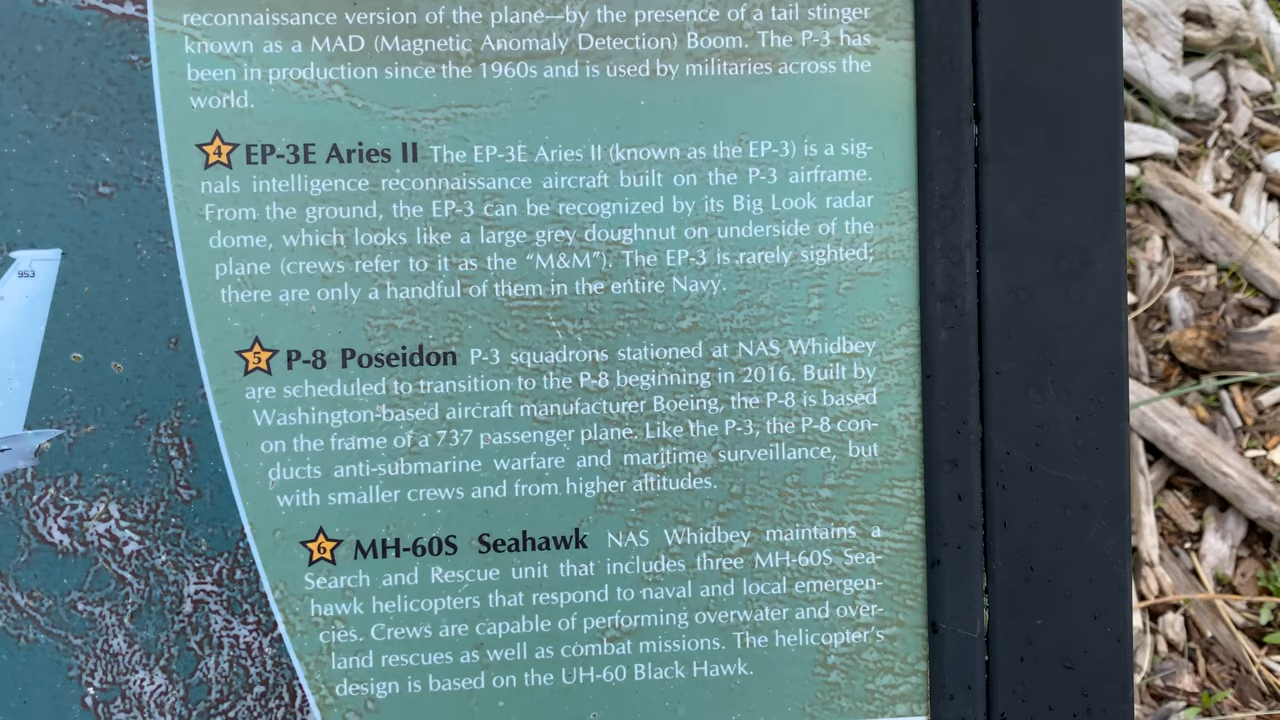 reconnaissance version of the plane—by the presence of a tail stinger
known as a MAD (Magnetic Anomaly Detection) Boom. The P-3 has
been in production since the 1960s and is used by militaries across the
world.
4 EP-3E Aries II The EP-3E Aries II (known as the EP-3) is a sig-
nals intelligence reconnaissance aircraft built on the P-3 airframe.
From the ground, the EP-3 can be recognized by its Big Look radar
dome, which looks like a large grey doughnut on underside of the
plane (crews refer to it as the “M&M”). The EP-3 is rarely sighted;
there are only a handful of them in the entire Navy.
953
5 P-8 Poseidon P-3 squadrons stationed at NAS Whidbey
are scheduled to transition to the P-8 beginning in 2016. Built by
Washington-based aircraft manufacturer Boeing, the P-8 is based
on the frame of a 737 passenger plane. Like the P-3, the P-8 con-
ducts anti-submarine warfare and maritime surveillance, but
with smaller crews and from higher altitudes.
6 MH-60S Seahawk NAS Whidbey maintains a
Search and Rescue unit that includes three MH-60S Sea-
hawk helicopters that respond to naval and local emergen-
cies. Crews are capable of performing overwater and over-
land rescues as well as combat missions. The helicopter’s
design is based on the UH-60 Black Hawk.